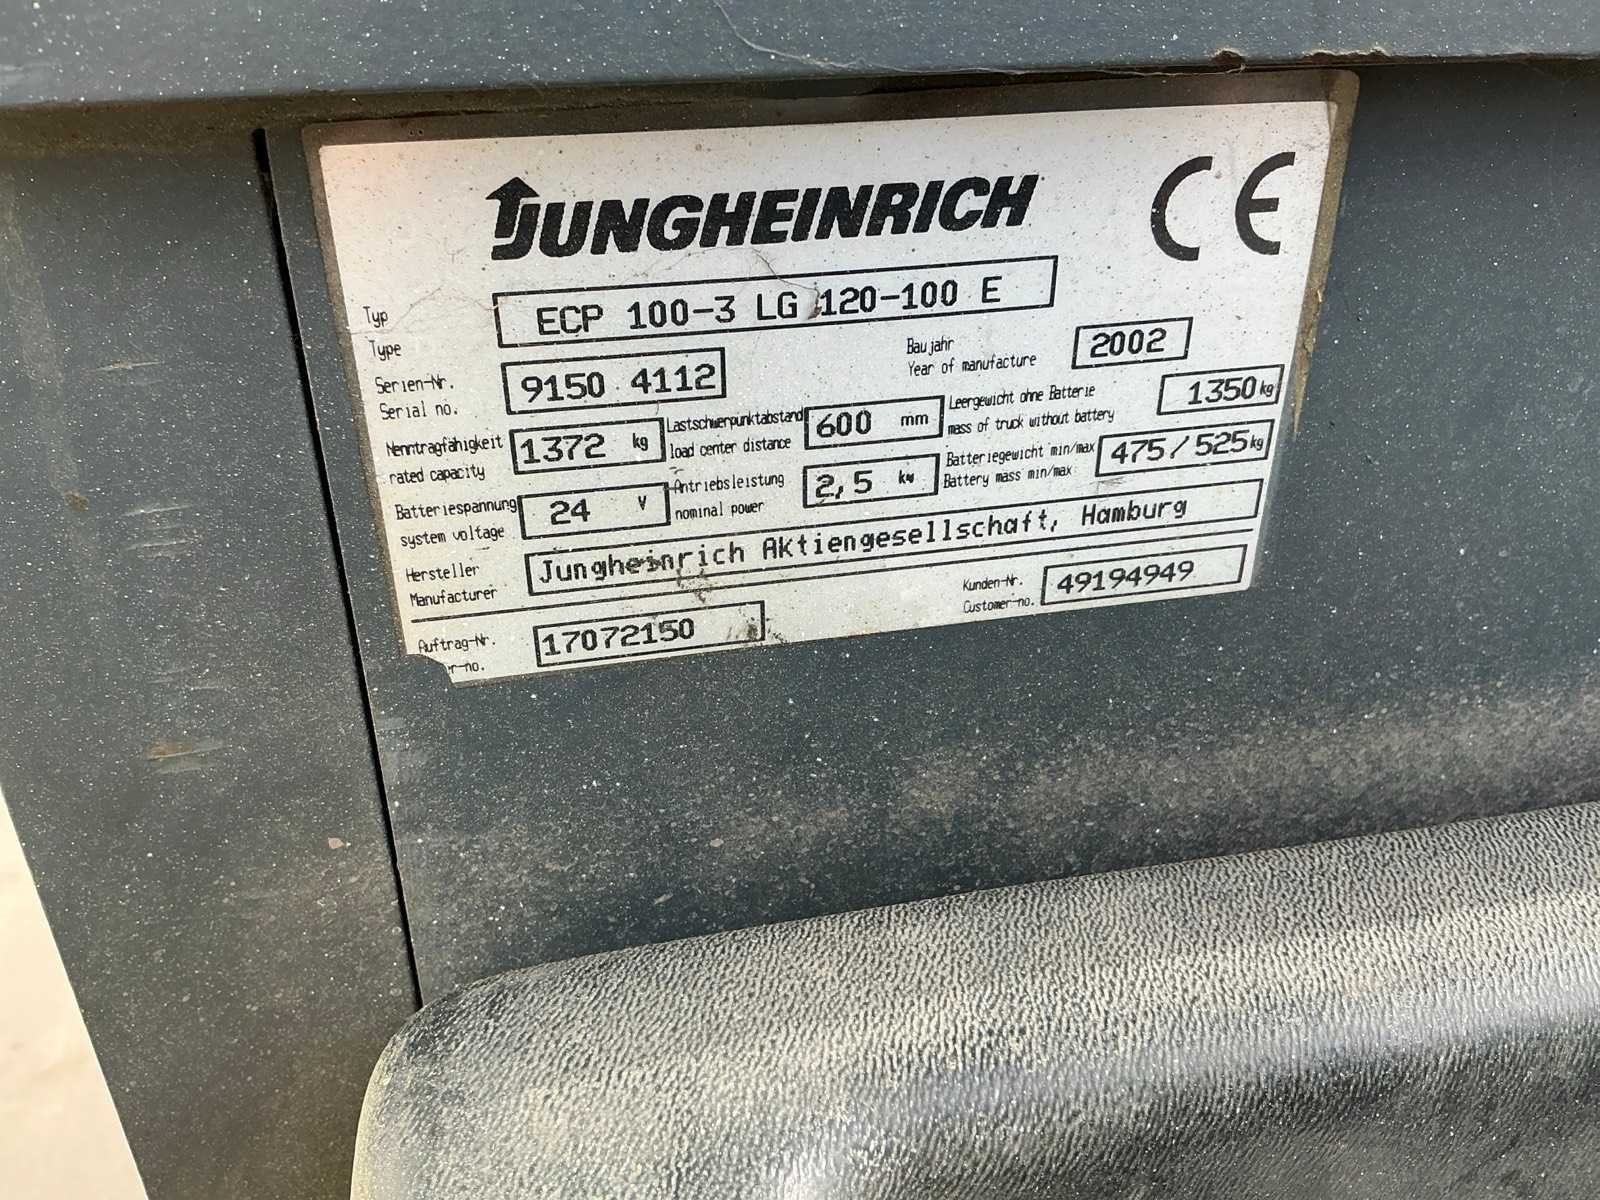 JUNGHEINRICH CE
Typ
Type ECP 100-3 LG 120-100 E
Serien-Nr. 
Serial no. 9150 4112
Baujahr
Year of manufacture 2002
Nenntragfähigkeit
rated capacity 1372 kg
Lastschwerpunktabstand
load center distance 600 mm
Leergewicht ohne Batterie
mass of truck without battery 1350 kg
Batteriespannung
system voltage 24 V
Antriebsleistung
nominal power 2,5 kw
Batteriegewicht min/max
Battery mass min/max: 475 / 525 kg
Hersteller
Manufacturer Jungheinrich Aktiengesellschaft, Hamburg
Auftrag-Nr.
r-no. 17072150
Kunden-Nr.
Customer-no. 49194949